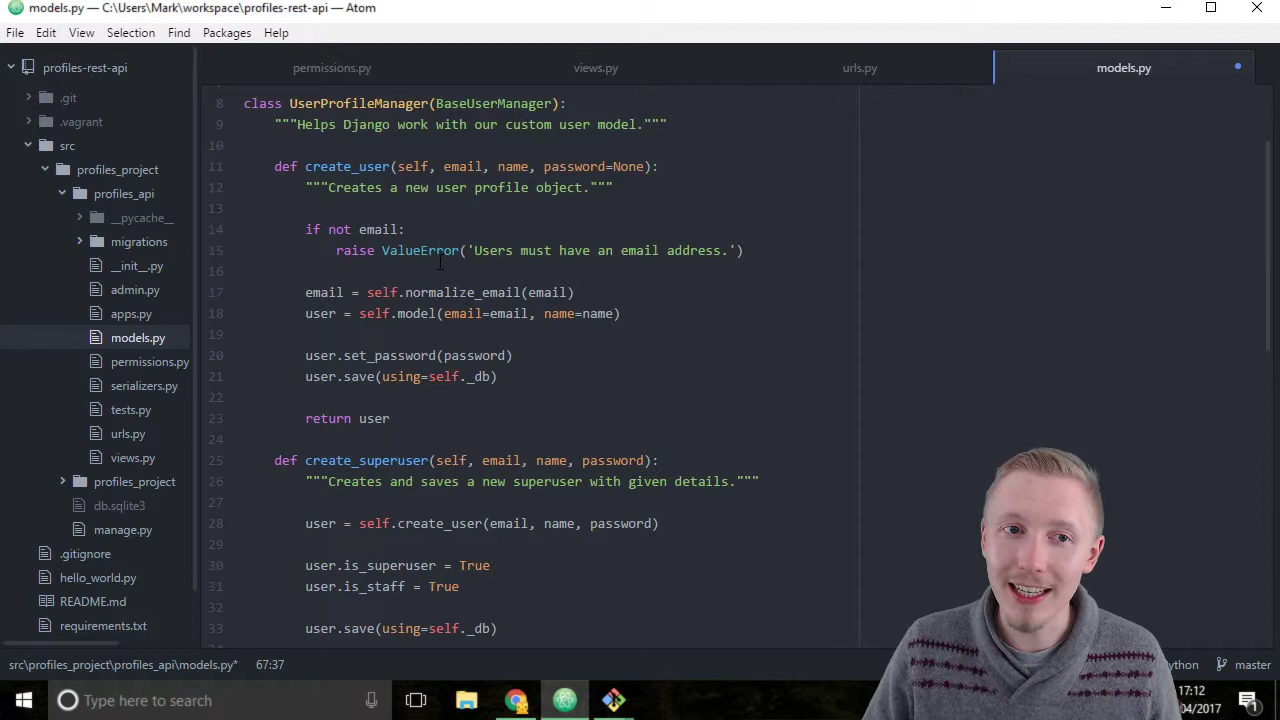 models.py — C:\Users\Mark\workspace\profiles-rest-api — Atom
File Edit View Selection Find Packages Help
profiles-rest-api
.git
.vagrant
src
profiles_project
profiles_api
__pycache__
migrations
__init__.py
admin.py
apps.py
models.py
permissions.py
serializers.py
tests.py
urls.py
views.py
profiles_project
db.sqlite3
manage.py
.gitignore
hello_world.py
README.md
requirements.txt
permissions.py views.py urls.py models.py
8 class UserProfileManager(BaseUserManager):
9 """Helps Django work with our custom user model."""
10
11 def create_user(self, email, name, password=None):
12 """Creates a new user profile object."""
13
14 if not email:
15 raise ValueError('Users must have an email address.')
16
17 email = self.normalize_email(email)
18 user = self.model(email=email, name=name)
19
20 user.set_password(password)
21 user.save(using=self._db)
22
23 return user
24
25 def create_superuser(self, email, name, password):
26 """Creates and saves a new superuser with given details."""
27
28 user = self.create_user(email, name, password)
29
30 user.is_superuser = True
31 user.is_staff = True
32
33 user.save(using=self._db)
src\profiles_project\profiles_api\models.py* 67:37 ython master
Type here to search
17:12
04/2017
1